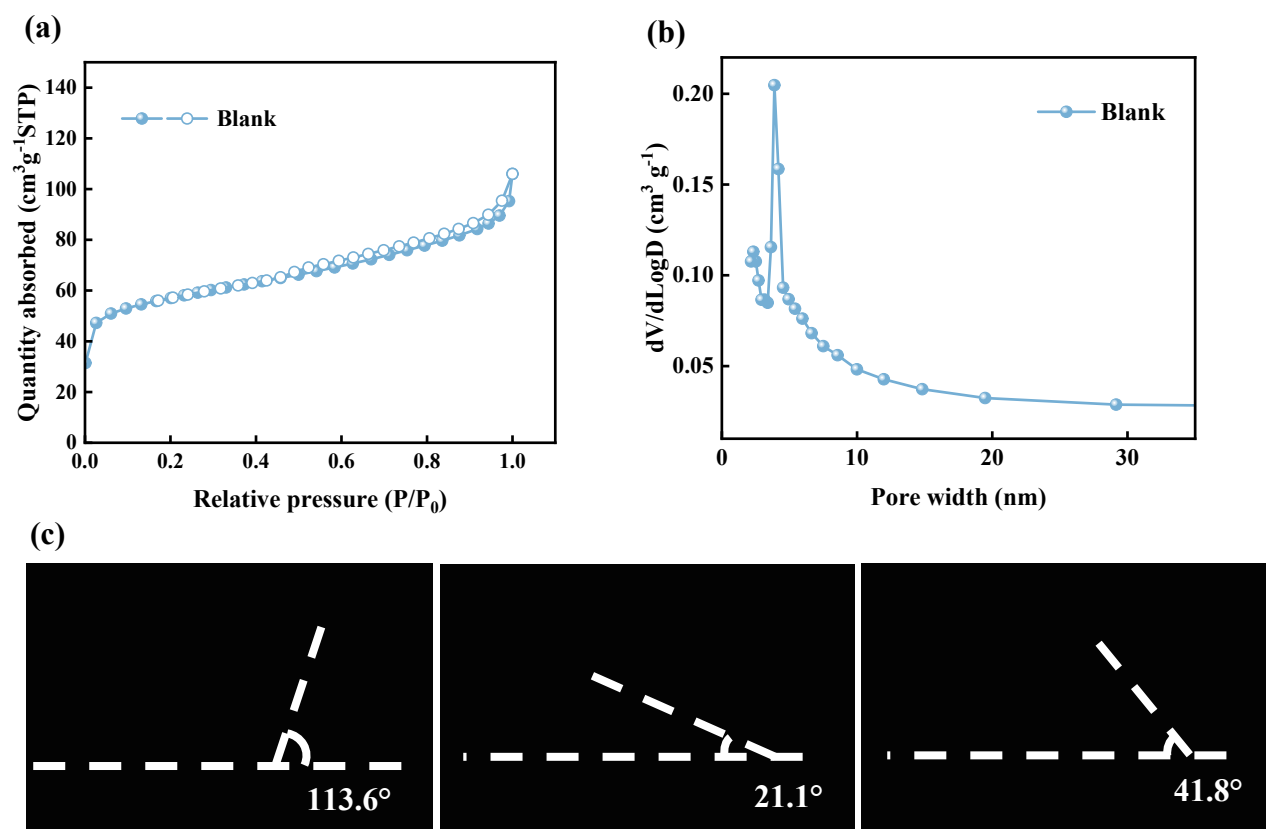 (a)
Quantity absorbed (cm³g⁻¹STP)
140
120
100
80
60
40
20
0
Blank
0.0 0.2 0.4 0.6 0.8 1.0
Relative pressure (P/P₀)
(b)
dV/dLogD (cm³ g⁻¹)
0.20
0.15
0.10
0.05
Blank
0 10 20 30
Pore width (nm)
(c)
113.6°
21.1°
41.8°